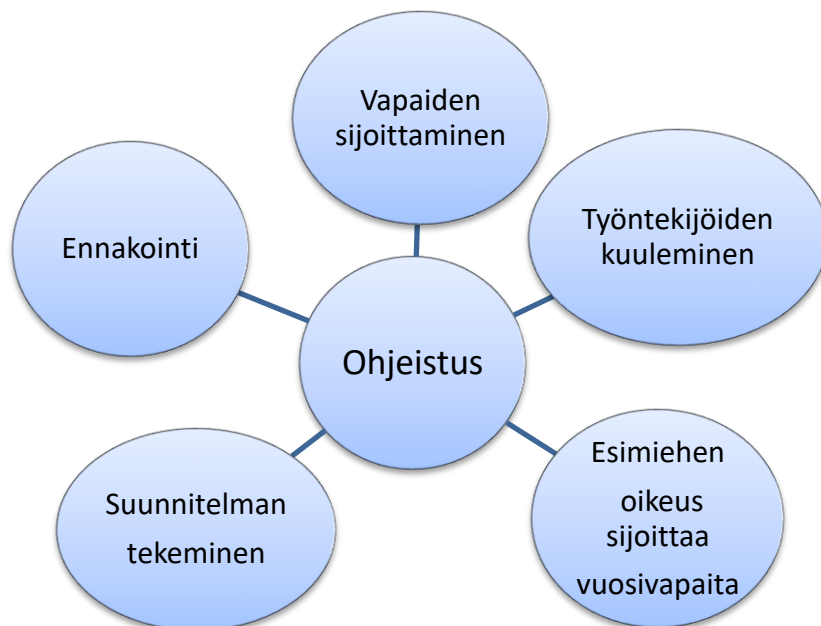 Vapaiden
sijoittaminen
Ennakointi
Työntekijöiden
kuuleminen
Ohjeistus
Suunnitelman
tekeminen
Esimiehen
oikeus
sijoittaa
vuosivapaita